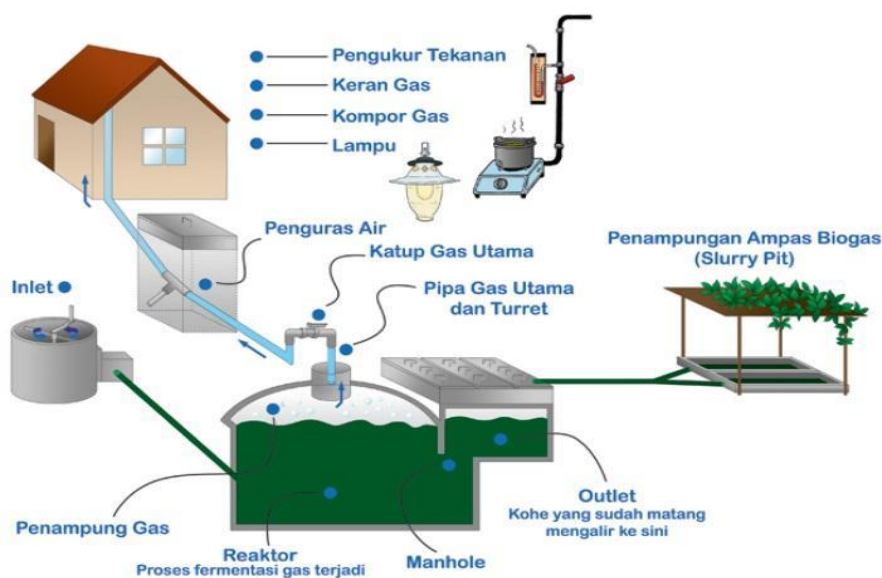 Pengukur Tekanan
Keran Gas
Kompor Gas
Lampu
Penguras Air
Katup Gas Utama
Pipa Gas Utama
dan Turret
Penampungan Ampas Biogas
(Slurry Pit)
Inlet
Penampung Gas
Reaktor
Proses fermentasi gas terjadi
Manhole
Outlet
Kohe yang sudah matang
mengalir ke sini